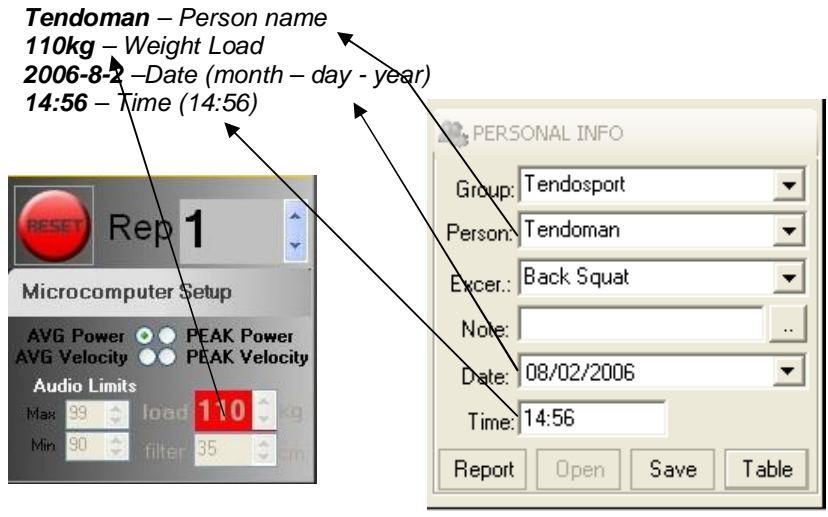 Tendoman – Person name
110kg – Weight Load
2006-8-2 –Date (month – day - year)
14:56 – Time (14:56)
RESET Rep 1
Microcomputer Setup
AVG Power PEAK Power
AVG Velocity PEAK Velocity
Audio Limits
Max 99 load 110 kg
Min 90 filter 35 cm
PERSONAL INFO
Group: Tendosport
Person: Tendoman
Excer.: Back Squat
Note: ..
Date: 08/02/2006
Time: 14:56
Report Open Save Table